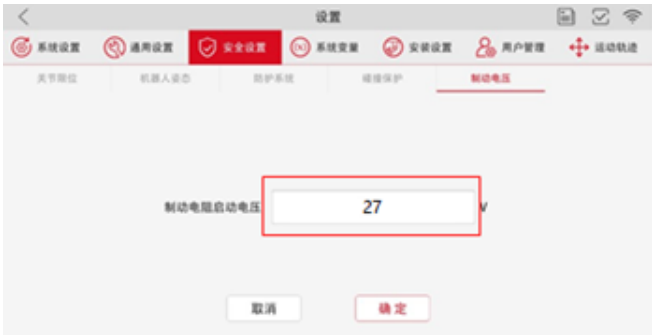 设置
系统设置 通用设置 安全设置 系统变量 安装设置 用户管理 运动轨迹
关节限位 机器人姿态 防护系统 碰撞保护 制动电压
制动电阻启动电压 27 V
取消 确定